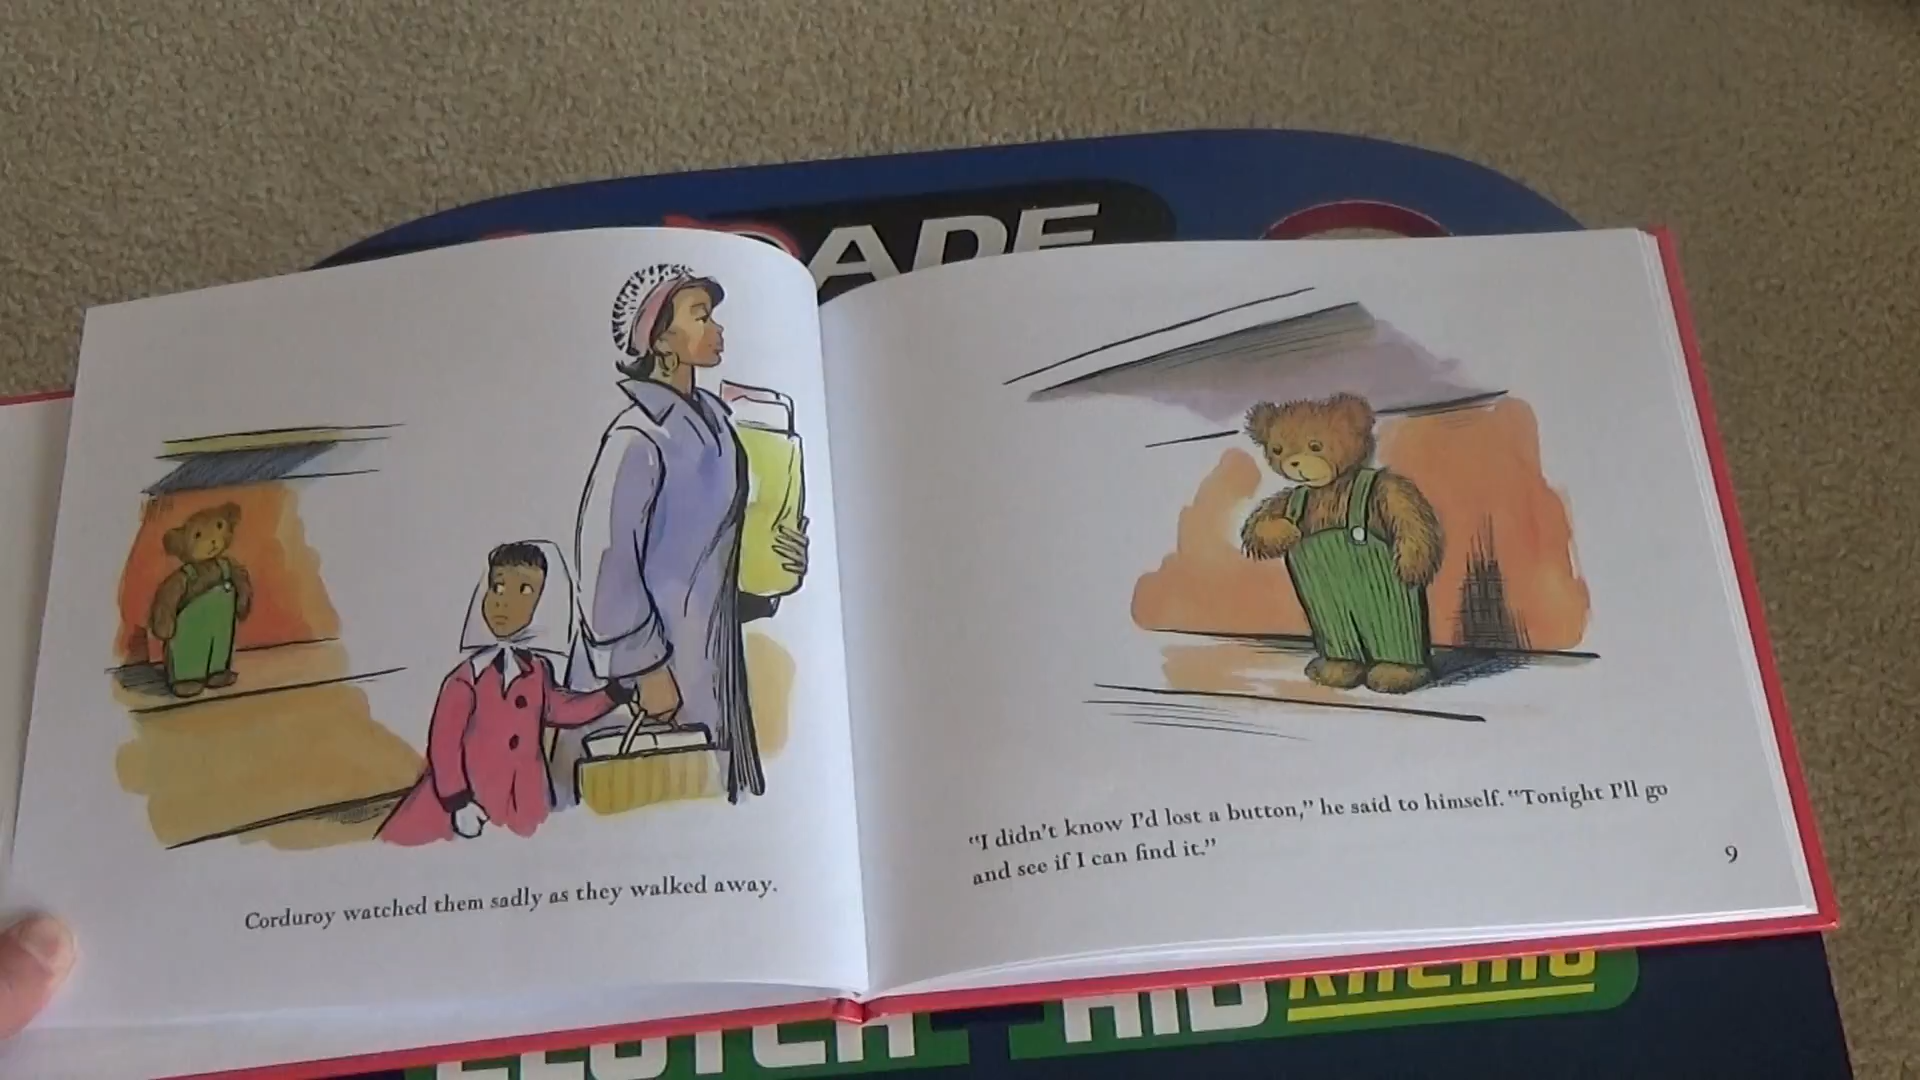 Corduroy watched them sadly as they walked away.
"I didn't know I'd lost a button," he said to himself. "Tonight I'll go
and see if I can find it."
9
RACING